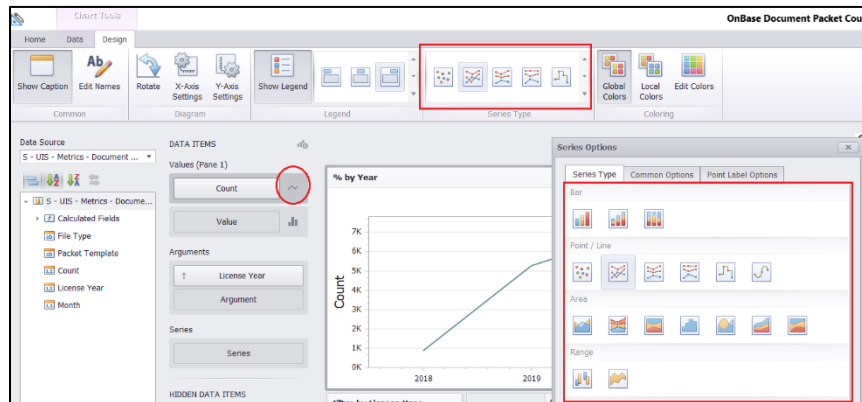 Chart Tools
OnBase Document Packet Cou
Home Data Design
Show Caption Edit Names Rotate X-Axis Settings Y-Axis Settings Show Legend Global Colors Local Colors Edit Colors
Common Diagram Legend Series Type Coloring
Data Source
S - UIS - Metrics - Document ...
S - UIS - Metrics - Docume...
Calculated Fields
File Type
Packet Template
Count
License Year
Month
DATA ITEMS
Values (Pane 1)
Count
Value
Arguments
License Year
Argument
Series
Series
HIDDEN DATA ITEMS
% by Year
Count
7K
6K
5K
4K
3K
2K
1K
0K
2018 2019
Series Options
Series Type Common Options Point Label Options
Bar
Point / Line
Area
Range